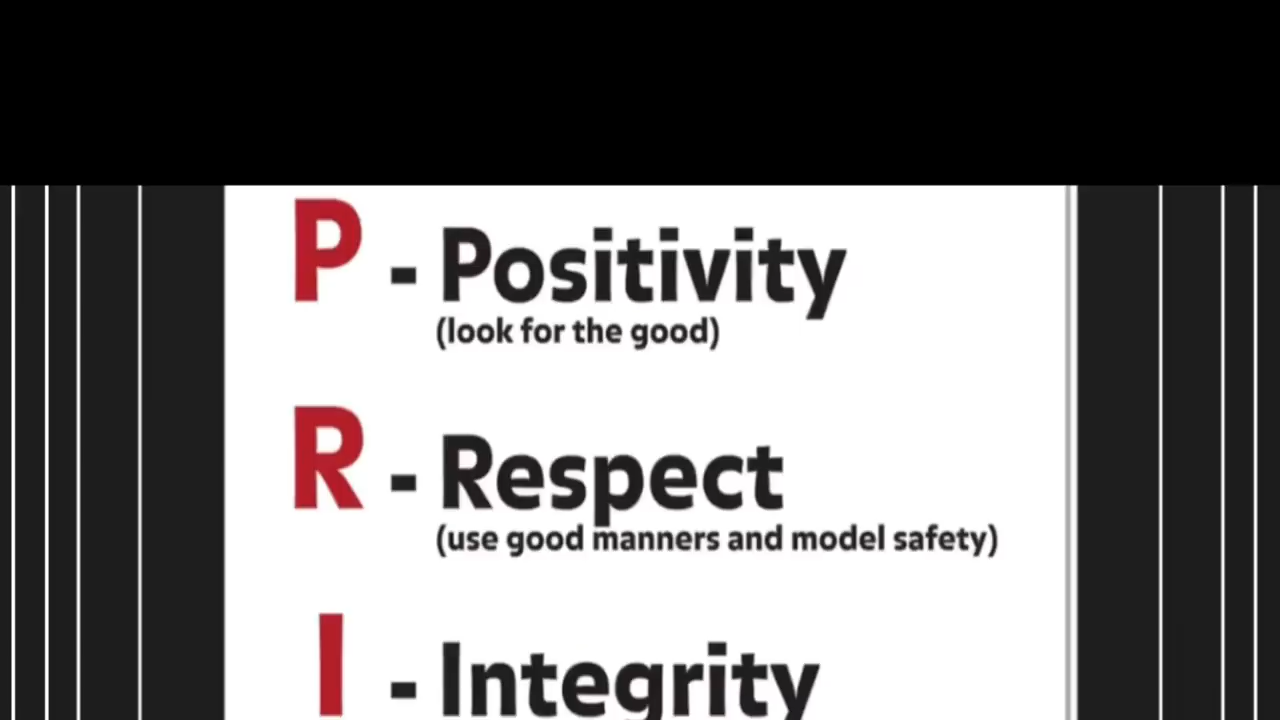 P - Positivity
(look for the good)
R - Respect
(use good manners and model safety)
I - Integrity